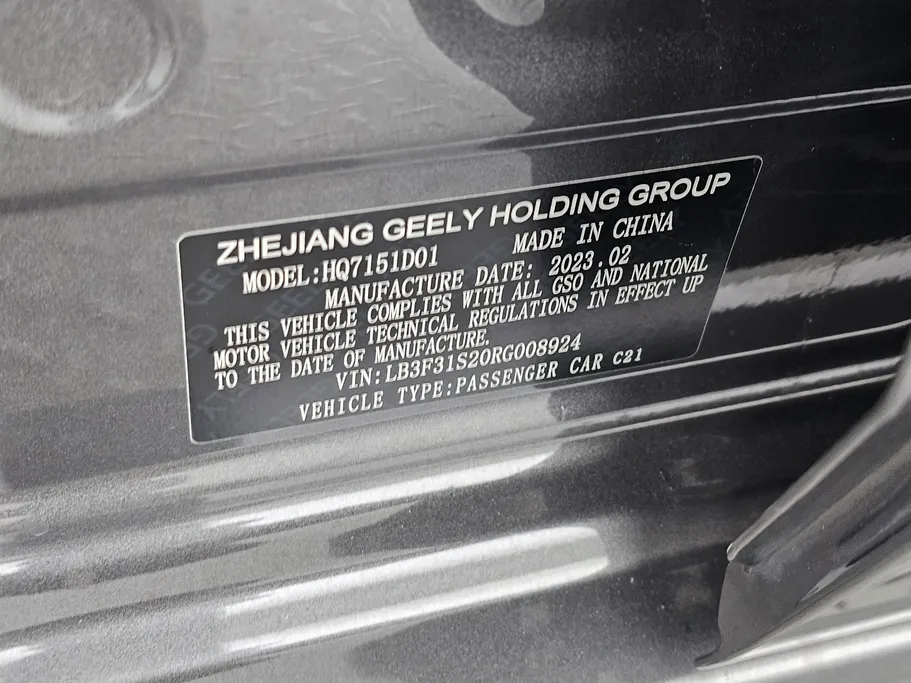 ZHEJIANG GEELY HOLDING GROUP
MODEL:HQ7151D01 MADE IN CHINA
MANUFACTURE DATE: 2023.02
THIS VEHICLE COMPLIES WITH ALL GSO AND NATIONAL
MOTOR VEHICLE TECHNICAL REGULATIONS IN EFFECT UP
TO THE DATE OF MANUFACTURE.
VIN:LB3F31S20RG008924
VEHICLE TYPE:PASSENGER CAR C21